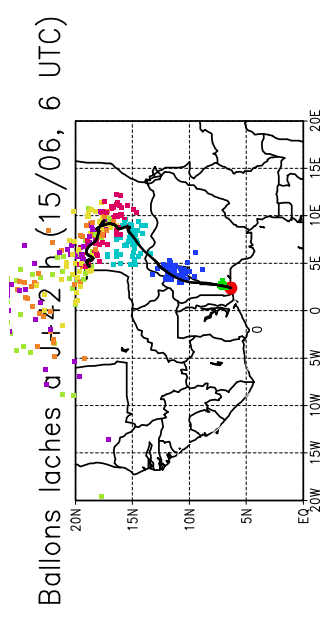 Ballons laches a J+12 h (15/06, 6 UTC)
20E
15E
10E
5E
0
5W
10W
15W
20W
20N
15N
10N
5N
EQ
0